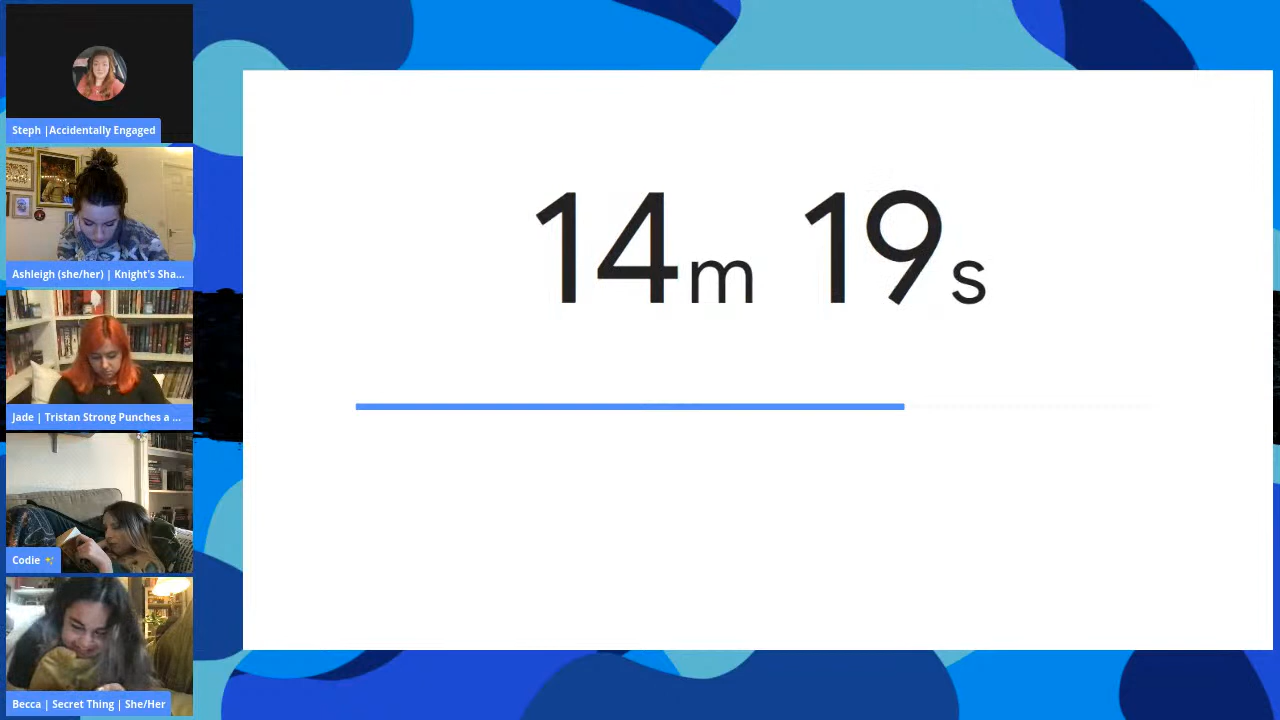 Steph |Accidentally Engaged
Ashleigh (she/her) | Knight's Sha...
Jade | Tristan Strong Punches a ...
Codie ✨
Becca | Secret Thing | She/Her
14m 19s